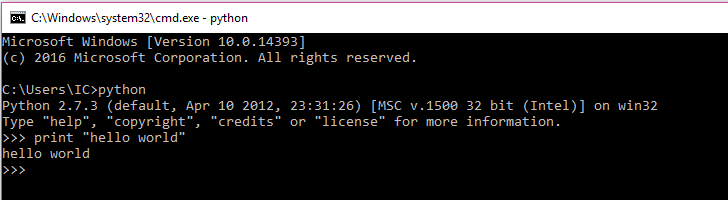 C:\Windows\system32\cmd.exe - python
Microsoft Windows [Version 10.0.14393]
(c) 2016 Microsoft Corporation. All rights reserved.
C:\Users\IC>python
Python 2.7.3 (default, Apr 10 2012, 23:31:26) [MSC v.1500 32 bit (Intel)] on win32
Type "help", "copyright", "credits" or "license" for more information.
>>> print "hello world"
hello world
>>>